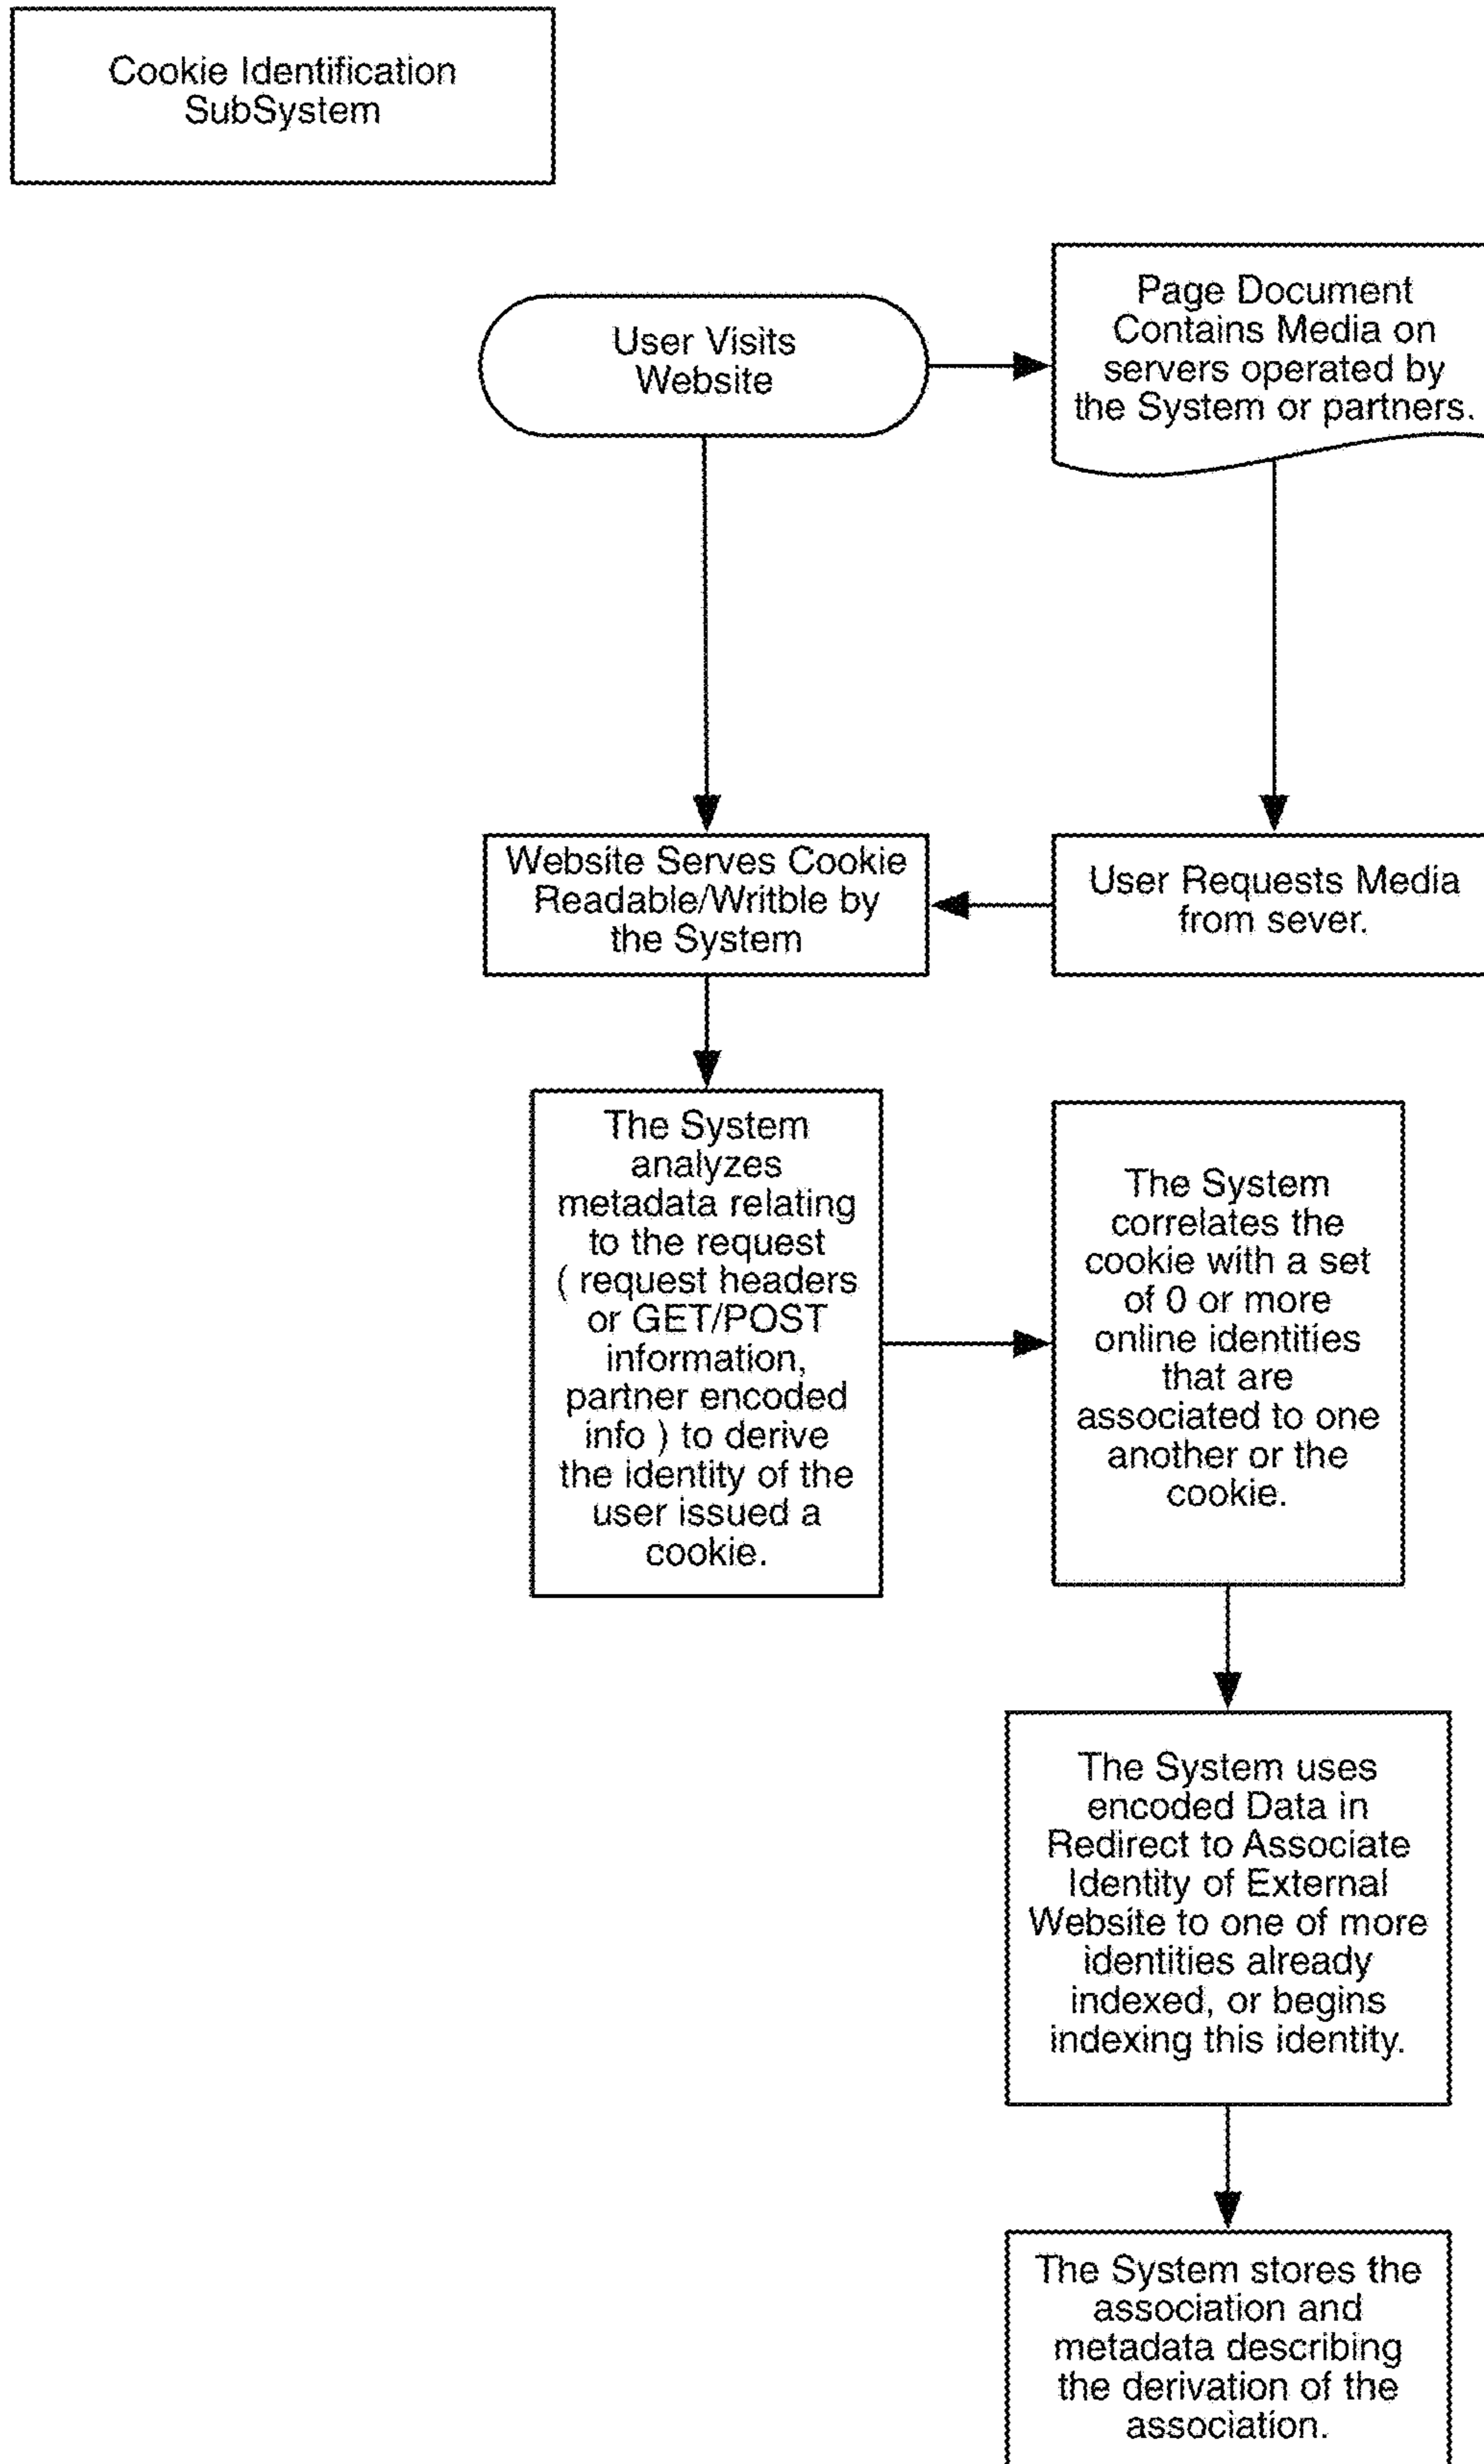 Cookie Identification
SubSystem
User Visits
Website
Page Document
Contains Media on
servers operated by
the System or partners.
Website Serves Cookie
Readable/Writble by
the System
User Requests Media
from sever.
The System
analyzes
metadata relating
to the request
( request headers
or GET/POST
information,
partner encoded
info ) to derive
the identity of the
user issued a
cookie.
The System
correlates the
cookie with a set
of 0 or more
online identities
that are
associated to one
another or the
cookie.
The System uses
encoded Data in
Redirect to Associate
Identity of External
Website to one of more
identities already
indexed, or begins
indexing this identity.
The System stores the
association and
metadata describing
the derivation of the
association.